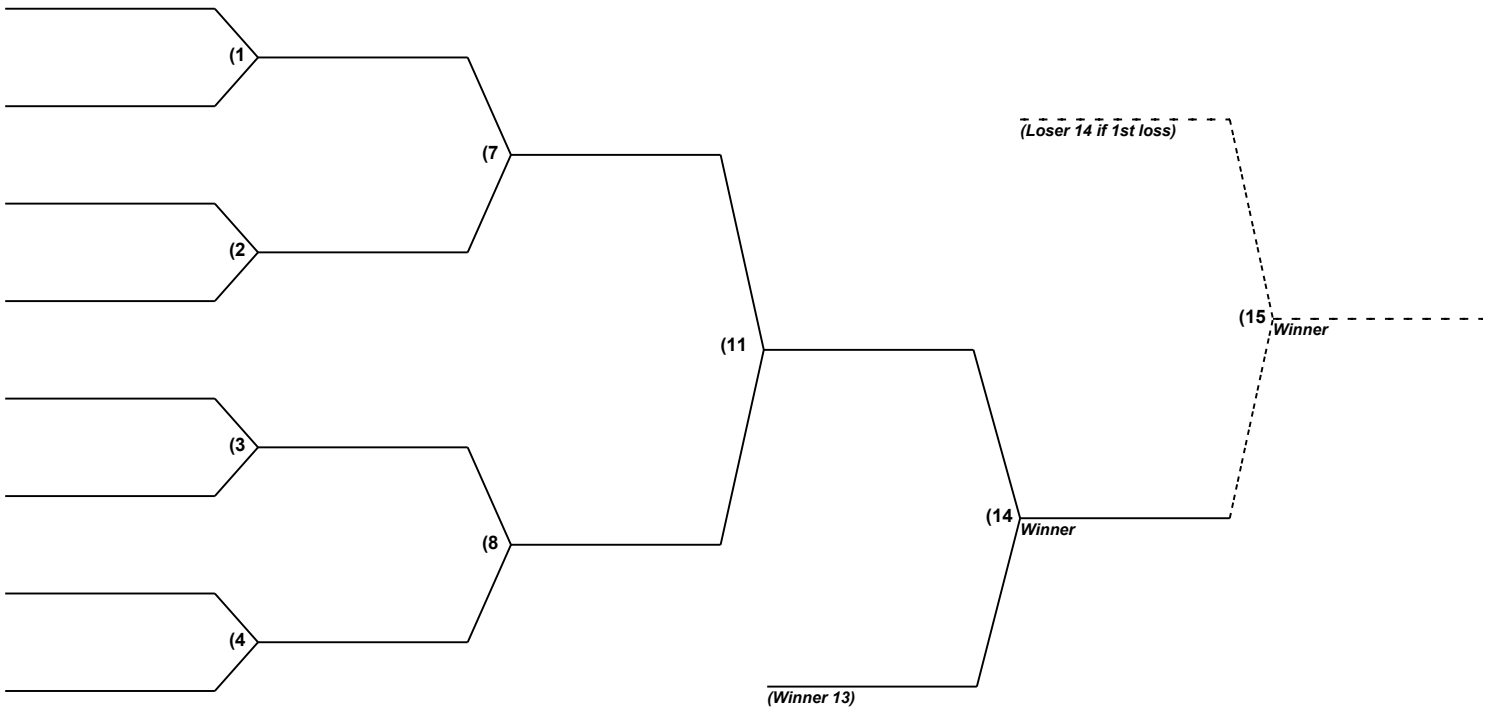 (1
(7
(Loser 14 if 1st loss)
(2
(15
Winner
(11
(3
(14
Winner
(8
(4
(Winner 13)